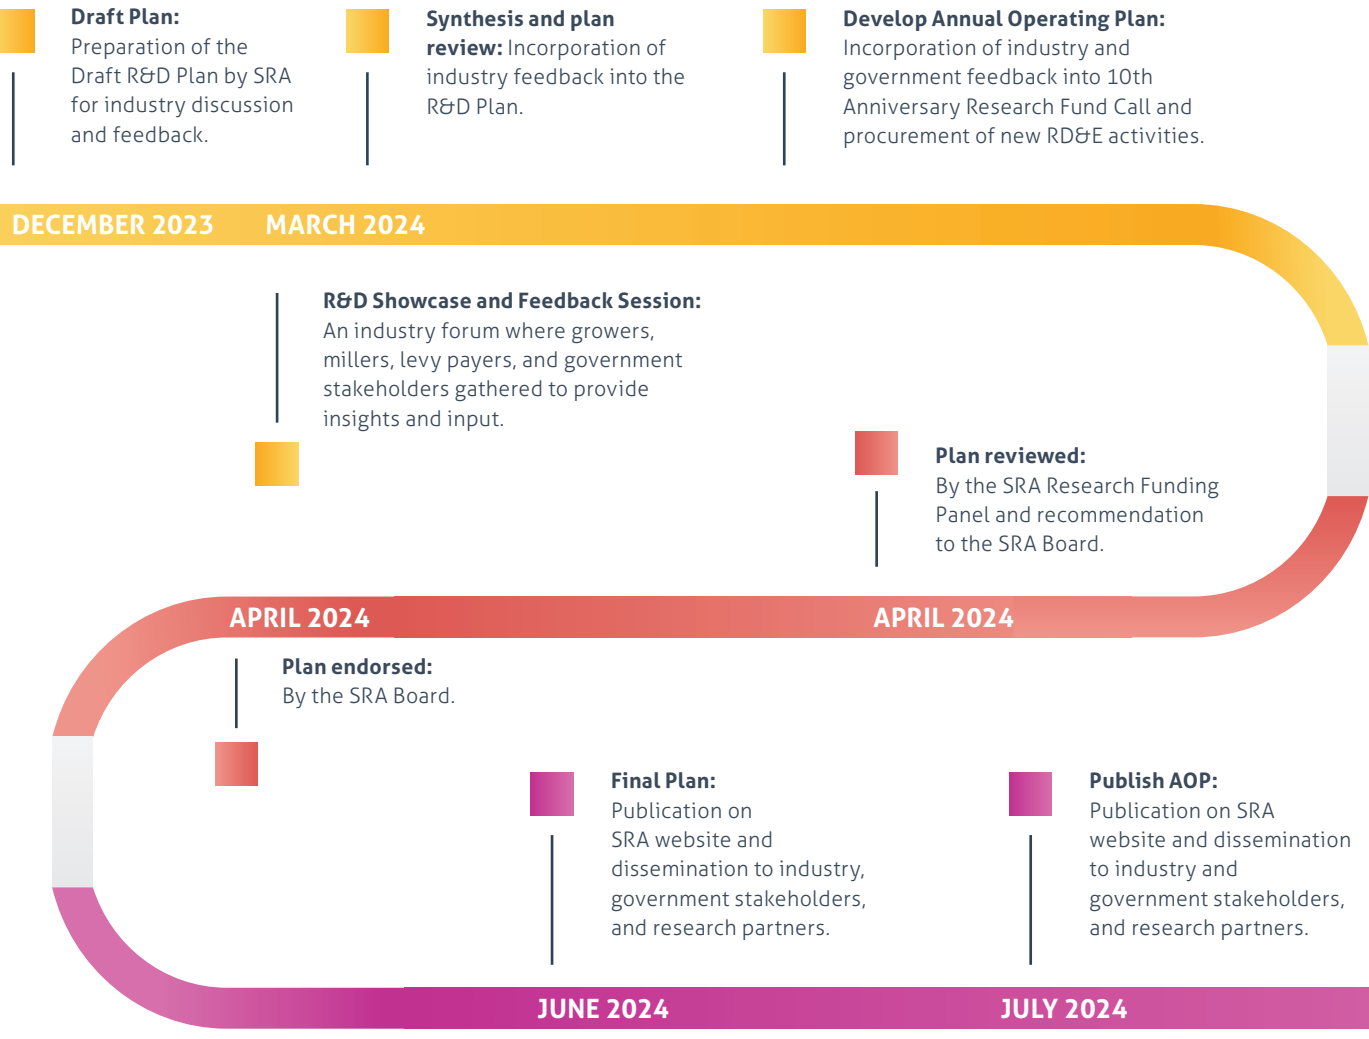 Draft Plan:
Preparation of the
Draft R&D Plan by SRA
for industry discussion
and feedback.
Synthesis and plan
review: Incorporation of
industry feedback into the
R&D Plan.
Develop Annual Operating Plan:
Incorporation of industry and
government feedback into 10th
Anniversary Research Fund Call and
procurement of new RD&E activities.
DECEMBER 2023
MARCH 2024
R&D Showcase and Feedback Session:
An industry forum where growers,
millers, levy payers, and government
stakeholders gathered to provide
insights and input.
Plan reviewed:
By the SRA Research Funding
Panel and recommendation
to the SRA Board.
APRIL 2024
APRIL 2024
Plan endorsed:
By the SRA Board.
Final Plan:
Publication on
SRA website and
dissemination to industry,
government stakeholders,
and research partners.
Publish AOP:
Publication on SRA
website and dissemination
to industry and
government stakeholders,
and research partners.
JUNE 2024
JULY 2024